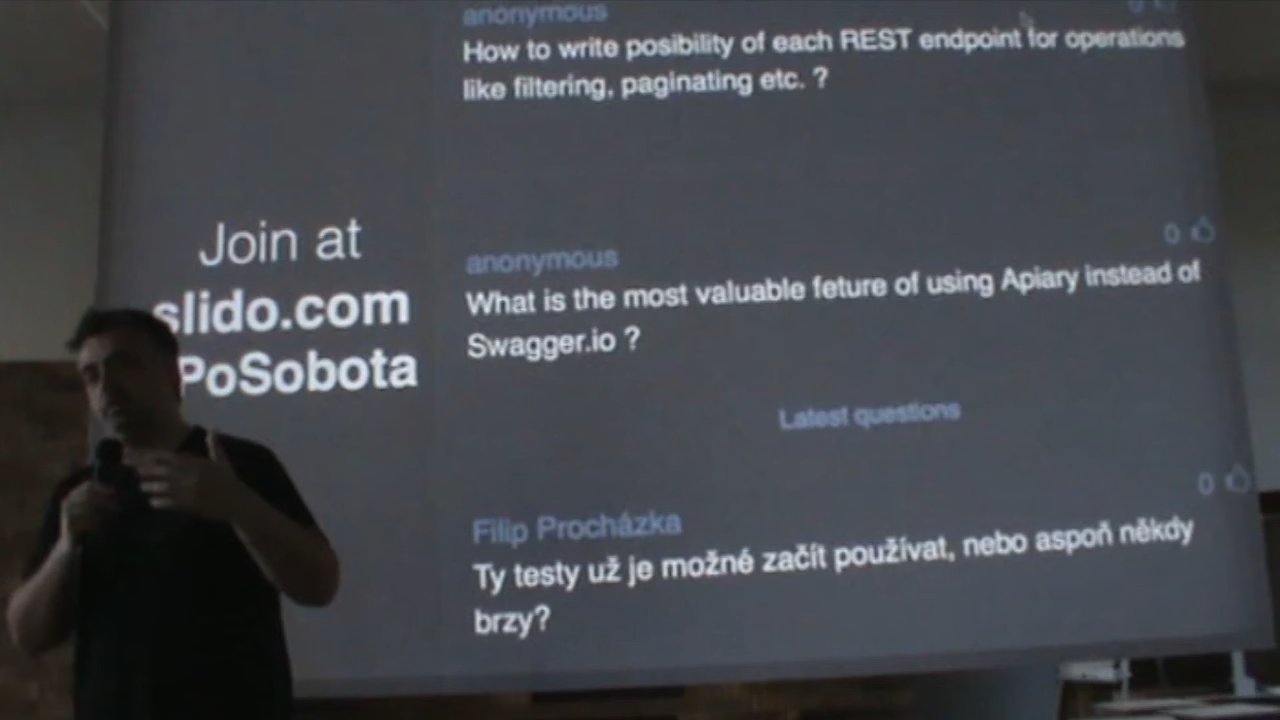 anonymous
How to write posibility of each REST endpoint for operations
like filtering, paginating etc. ?
Join at
slido.com
PoSobota
anonymous
0
What is the most valuable feture of using Apiary instead of
Swagger.io ?
Latest questions
Filip Procházka
0
Ty testy už je možné začít používat, nebo aspoň někdy
brzy?